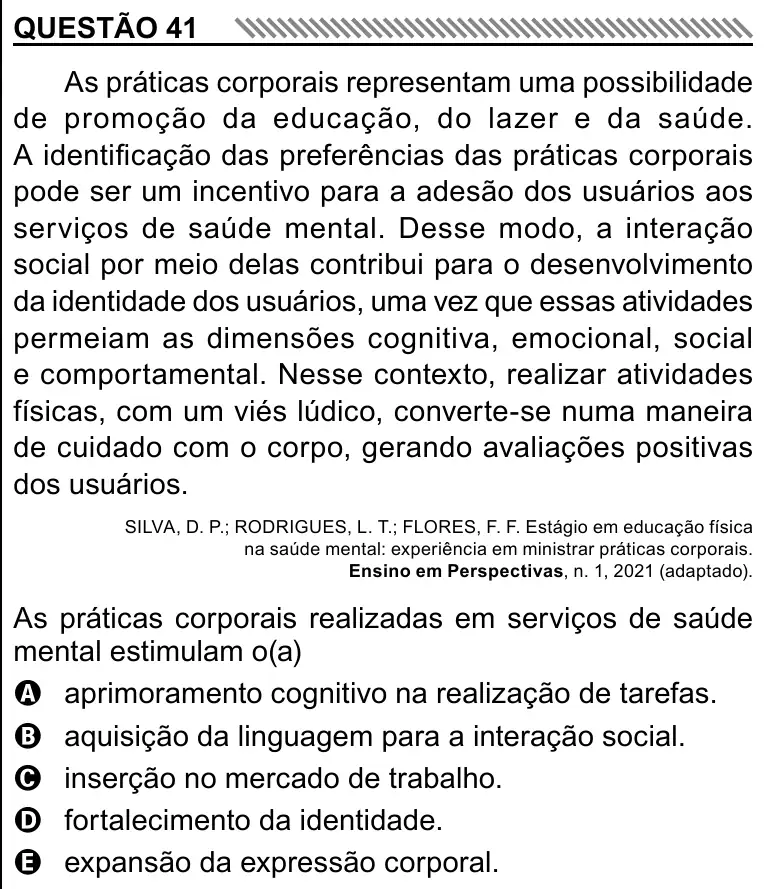 QUESTÃO 41
As práticas corporais representam uma possibilidade
de promoção da educação, do lazer e da saúde.
A identificação das preferências das práticas corporais
pode ser um incentivo para a adesão dos usuários aos
serviços de saúde mental. Desse modo, a interação
social por meio delas contribui para o desenvolvimento
da identidade dos usuários, uma vez que essas atividades
permeiam as dimensões cognitiva, emocional, social
e comportamental. Nesse contexto, realizar atividades
físicas, com um viés lúdico, converte-se numa maneira
de cuidado com o corpo, gerando avaliações positivas
dos usuários.
SILVA, D. P.; RODRIGUES, L. T.; FLORES, F. F. Estágio em educação física
na saúde mental: experiência em ministrar práticas corporais.
Ensino em Perspectivas, n. 1, 2021 (adaptado).
As práticas corporais realizadas em serviços de saúde
mental estimulam o(a)
A aprimoramento cognitivo na realização de tarefas.
B aquisição da linguagem para a interação social.
C inserção no mercado de trabalho.
D fortalecimento da identidade.
E expansão da expressão corporal.